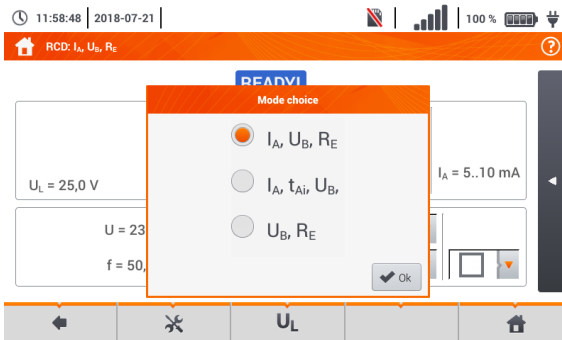 11:58:48 2018-07-21 100 %
RCD: IA, UB, RE ?
READY!
Mode choice
IA, UB, RE
IA, tAi, UB,
IA = 5..10 mA
UL = 25,0 V
UB, RE
U = 23
f = 50,
Ok
UL